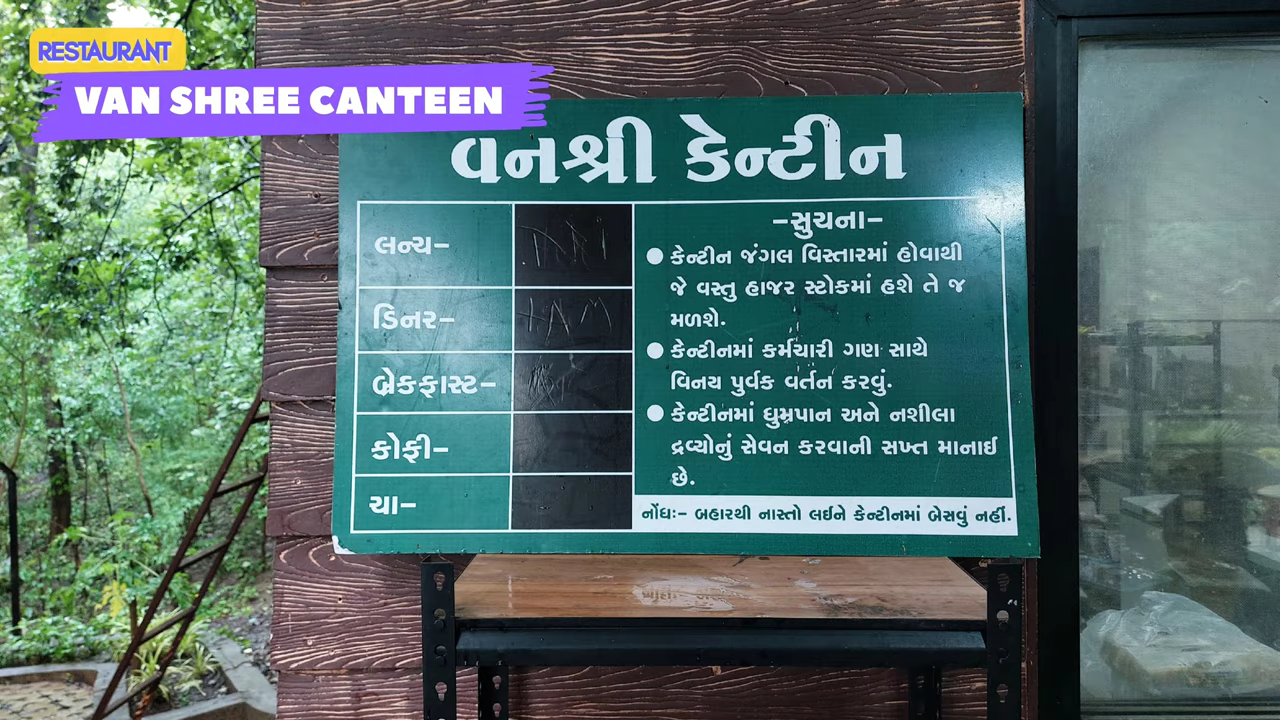 RESTAURANT
VAN SHREE CANTEEN
વનશ્રી કેન્ટીન
લન્ચ–
ડિનર–
બ્રેકફાસ્ટ–
કોફી–
ચા–
–સુચના–
● કેન્ટીન જંગલ વિસ્તારમાં હોવાથી
જે વસ્તુ હાજર સ્ટોકમાં હશે તે જ
મળશે.
● કેન્ટીનમાં કર્મચારી ગણ સાથે
વિનય પુર્વક વર્તન કરવું.
● કેન્ટીનમાં ધુમ્રપાન અને નશીલા
દ્રવ્યોનું સેવન કરવાની સખ્ત માનાઈ
છે.
નોંધઃ– બહારથી નાસ્તો લઈને કેન્ટીનમાં બેસવું નહીં.